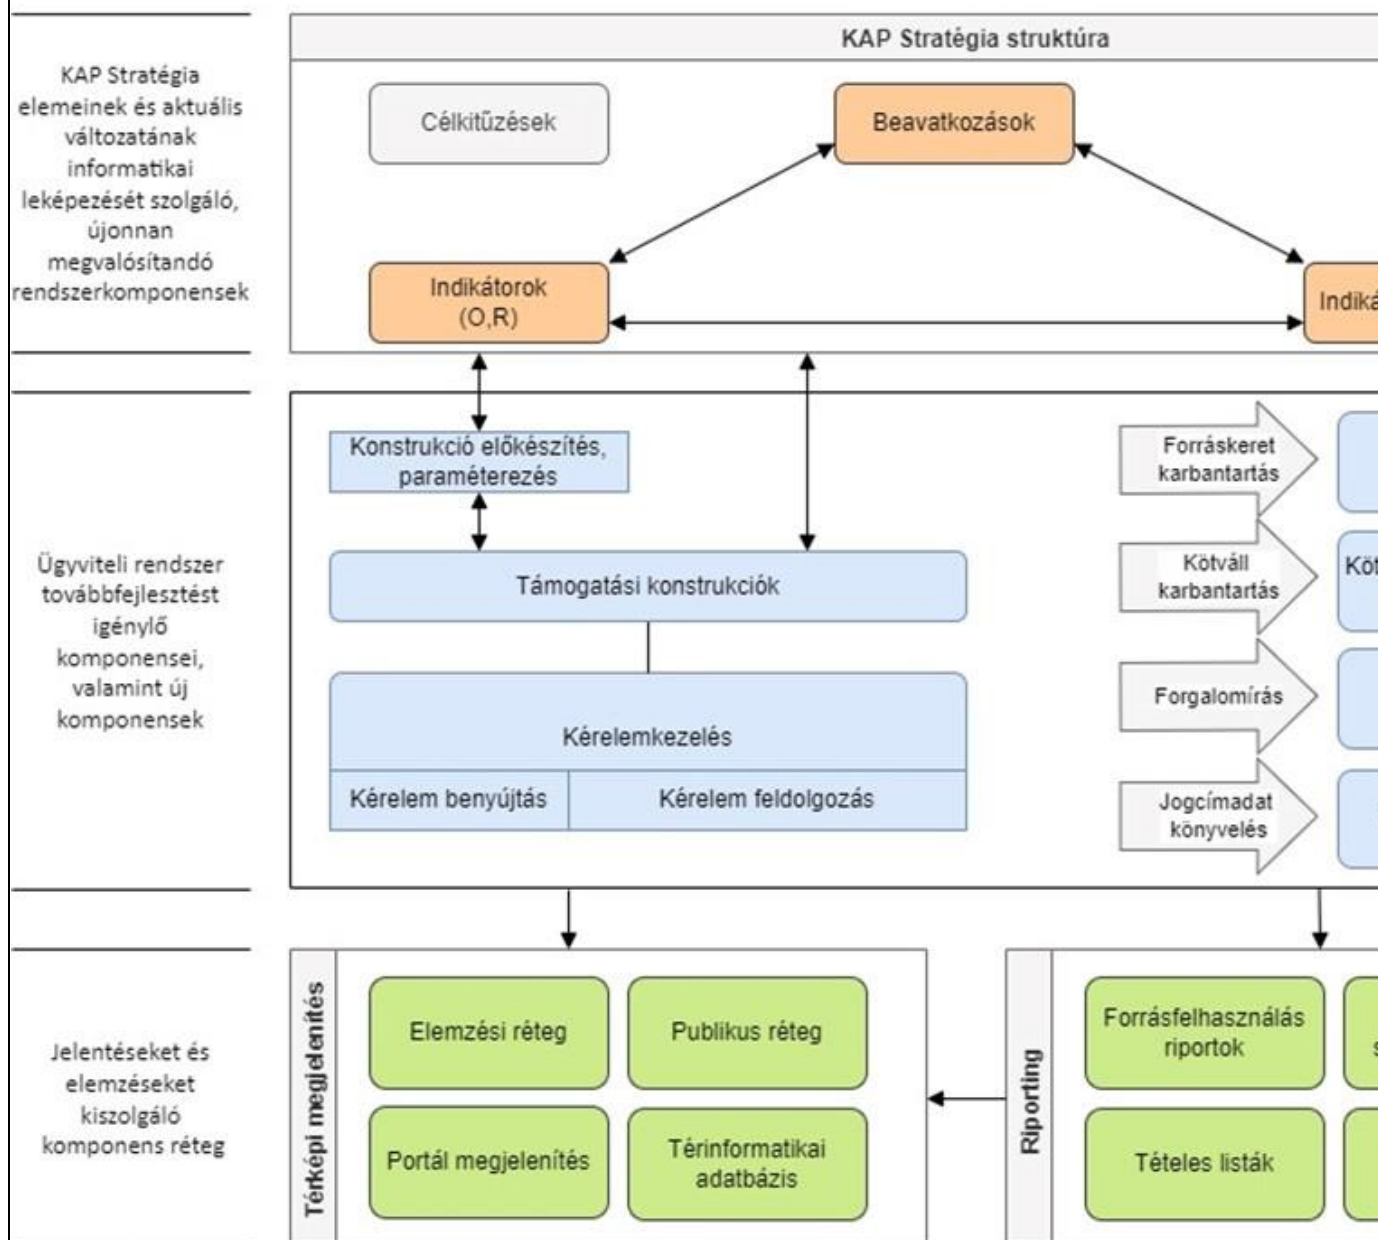 KAP Stratégia
elemeinek és aktuális
változatának
informatikai
leképezését szolgáló,
újonnan
megvalósítandó
rendszerkomponensek
KAP Stratégia struktúra
Célkitűzések
Beavatkozások
Indikátorok
(O,R)
Ügyviteli rendszer
továbbfejlesztést
igénylő
komponensei,
valamint új
komponensek
Konstrukció előkészítés,
paraméterezés
Támogatási konstrukciók
Kérelemkezelés
Kérelem benyújtás
Kérelem feldolgozás
Forráskeret
karbantartás
Kötváll
karbantartás
Forgalomírás
Jogcímadat
könyvelés
Jelentéseket és
elemzéseket
kiszolgáló
komponens réteg
Térképi megjelenítés
Elemzési réteg
Publikus réteg
Portál megjelenítés
Térinformatikai
adatbázis
Riporting
Forrásfelhasználás
riportok
Tételes listák